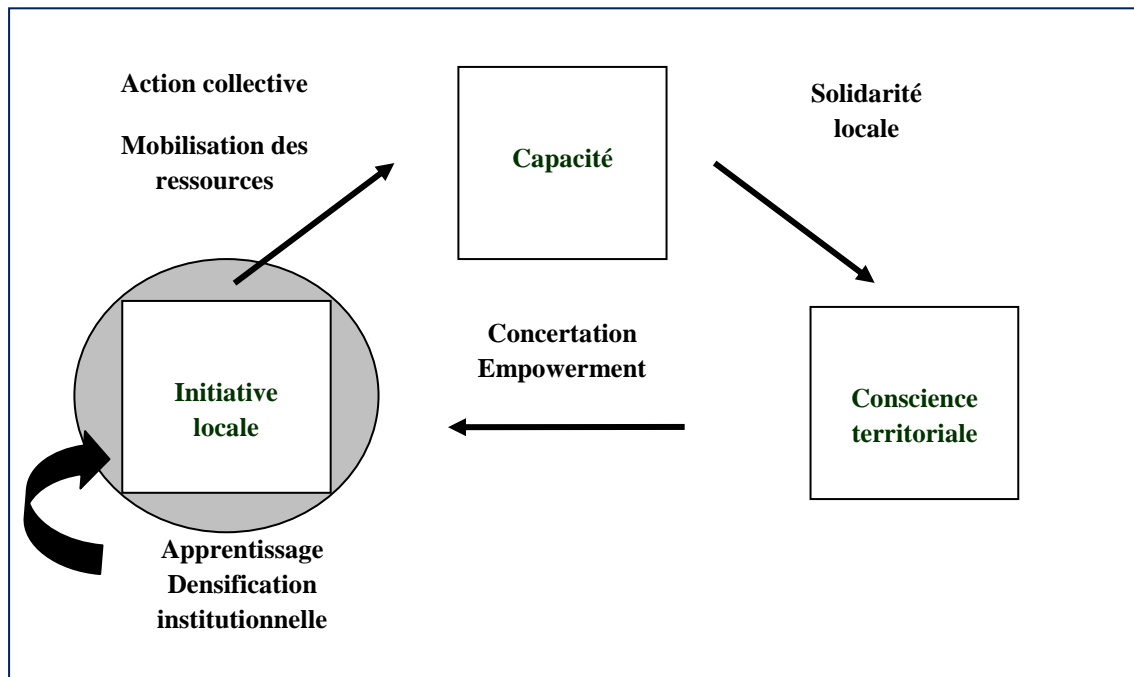 Action collective
Mobilisation des
ressources
Capacité
Solidarité
locale
Initiative
locale
Concertation
Empowerment
Conscience
territoriale
Apprentissage
Densification
institutionnelle